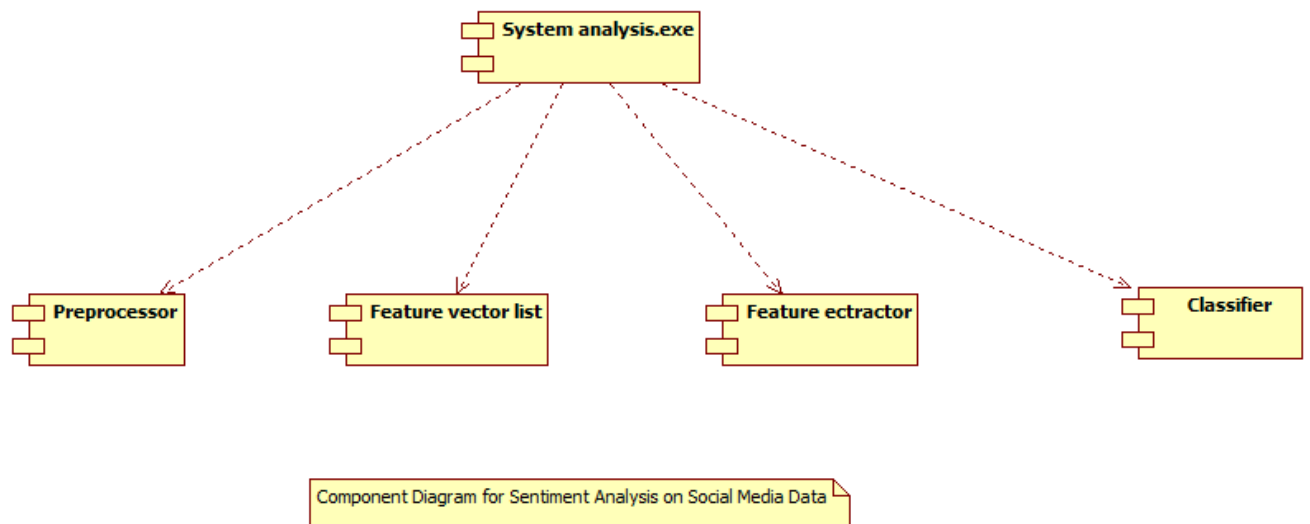 System analysis.exe
Preprocessor
Feature vector list
Feature ectractor
Classifier
Component Diagram for Sentiment Analysis on Social Media Data